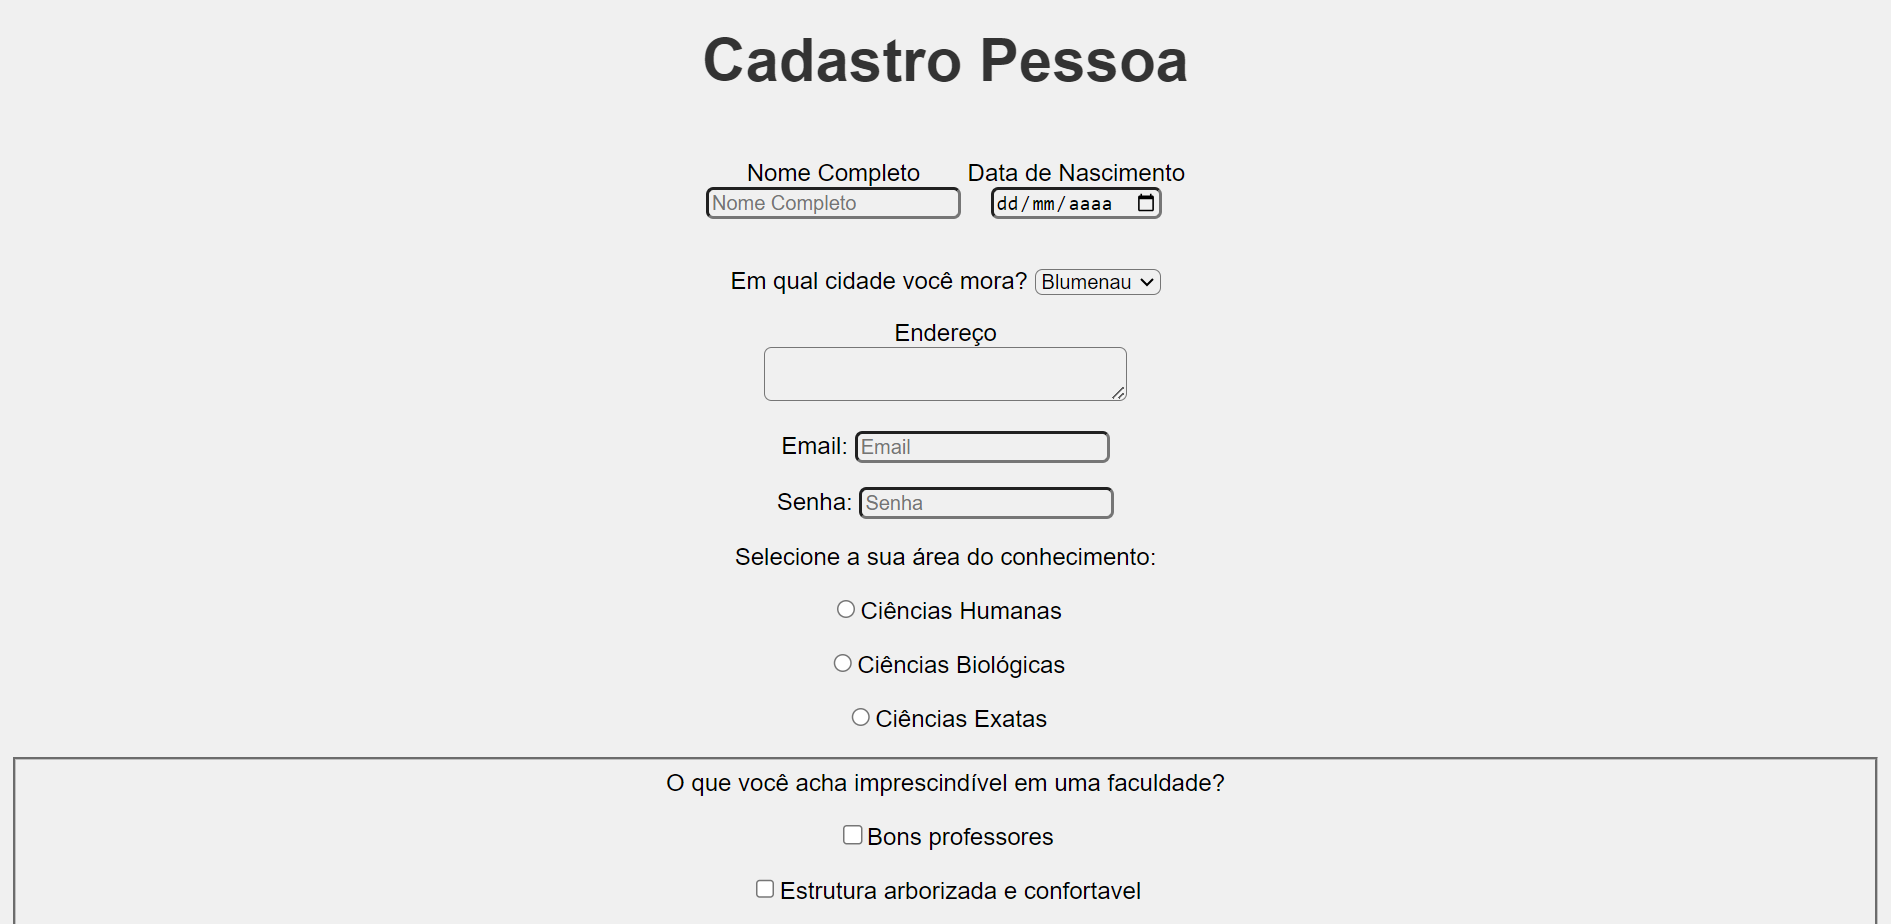 Cadastro Pessoa
Nome Completo Data de Nascimento
Nome Completo dd/mm/aaaa
Em qual cidade você mora? Blumenau
Endereço
Email: Email
Senha: Senha
Selecione a sua área do conhecimento:
Ciências Humanas
Ciências Biológicas
Ciências Exatas
O que você acha imprescindível em uma faculdade?
Bons professores
Estrutura arborizada e confortavel